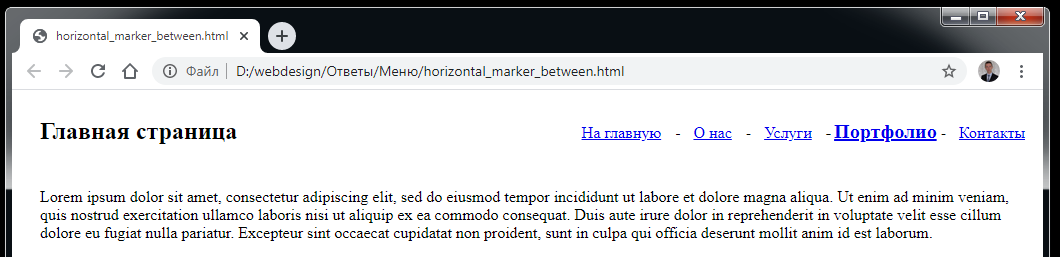 horizontal_marker_between.html
Файл | D:/webdesign/Ответы/Меню/horizontal_marker_between.html
Главная страница
На главную - О нас - Услуги - Портфолио - Контакты
Lorem ipsum dolor sit amet, consectetur adipiscing elit, sed do eiusmod tempor incididunt ut labore et dolore magna aliqua. Ut enim ad minim veniam,
quis nostrud exercitation ullamco laboris nisi ut aliquip ex ea commodo consequat. Duis aute irure dolor in reprehenderit in voluptate velit esse cillum
dolore eu fugiat nulla pariatur. Excepteur sint occaecat cupidatat non proident, sunt in culpa qui officia deserunt mollit anim id est laborum.